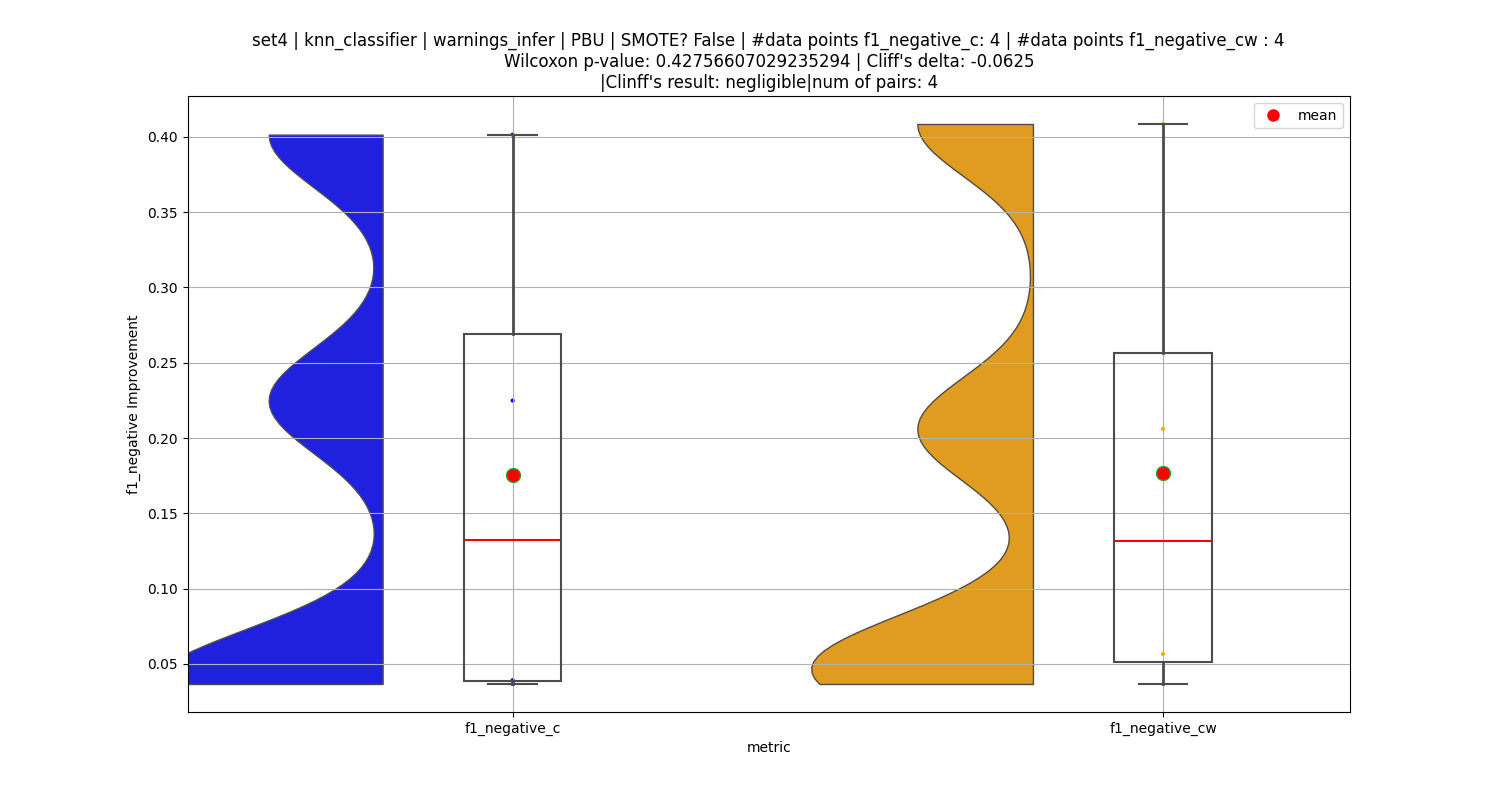 set4 | knn_classifier | warnings_infer | PBU | SMOTE? False | #data points f1_negative_c: 4 | #data points f1_negative_cw : 4
Wilcoxon p-value: 0.42756607029235294 | Cliff's delta: -0.0625
|Clinff's result: negligible|num of pairs: 4
mean
0.40
0.35
0.30
0.25
0.20
0.15
0.10
0.05
f1_negative Improvement
f1_negative_c
f1_negative_cw
metric